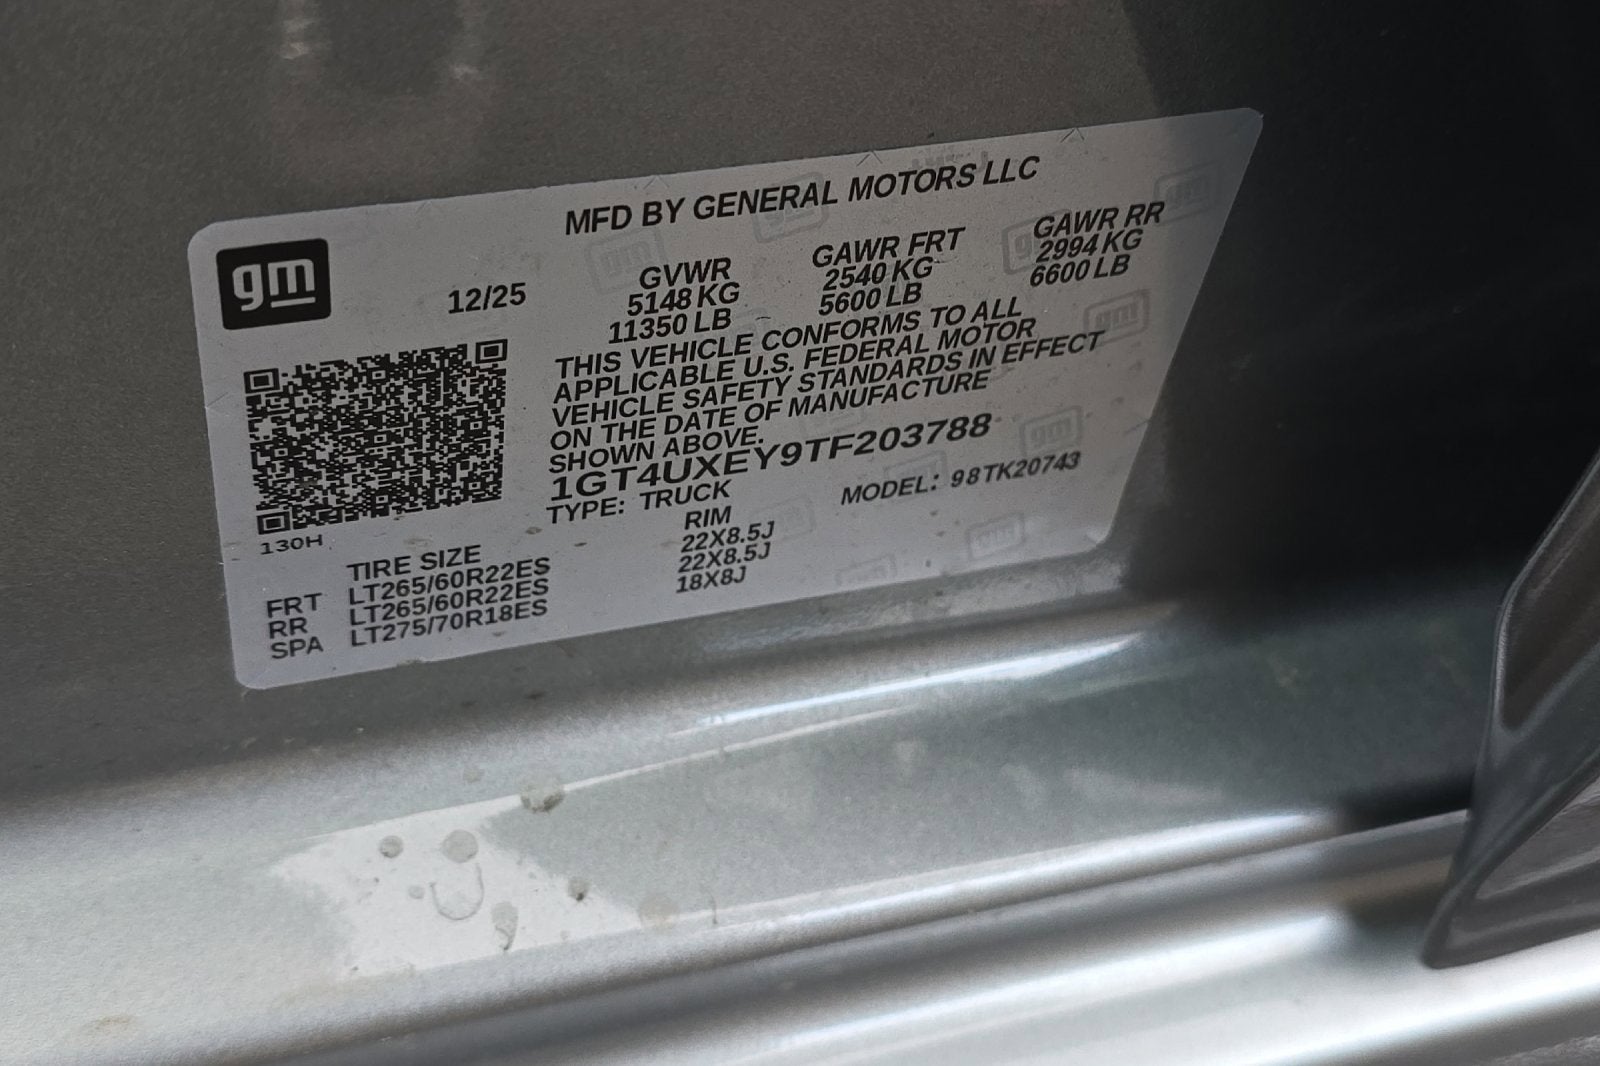 MFD BY GENERAL MOTORS LLC
gm
12/25
GVWR GAWR FRT GAWR RR
5148 KG 2540 KG 2994 KG
11350 LB 5600 LB 6600 LB
THIS VEHICLE CONFORMS TO ALL
APPLICABLE U.S. FEDERAL MOTOR
VEHICLE SAFETY STANDARDS IN EFFECT
ON THE DATE OF MANUFACTURE
SHOWN ABOVE.
1GT4UXEY9TF203788
TYPE: TRUCK MODEL: 98TK20743
130H
TIRE SIZE RIM
FRT LT265/60R22ES 22X8.5J
RR LT265/60R22ES 22X8.5J
SPA LT275/70R18ES 18X8J